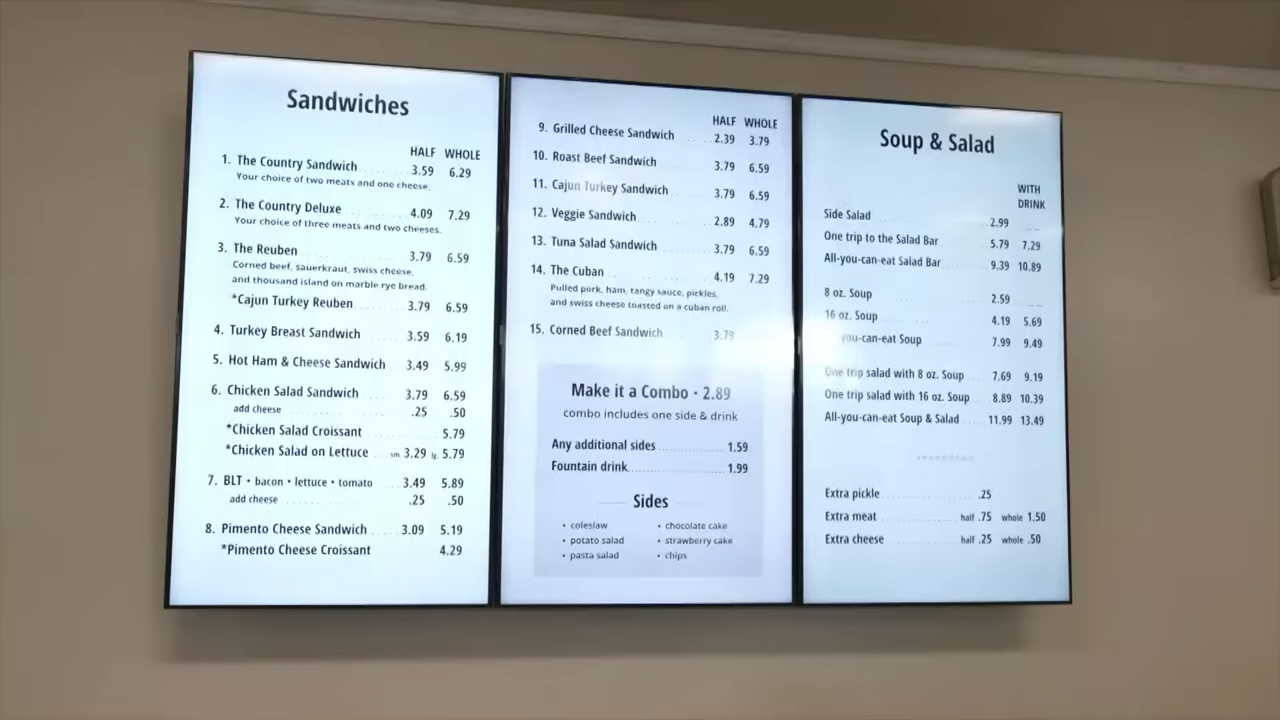 Sandwiches
HALF WHOLE
1. The Country Sandwich 3.59 6.29
Your choice of two meats and one cheese.
2. The Country Deluxe 4.09 7.29
Your choice of three meats and two cheeses.
3. The Reuben 3.79 6.59
Corned beef, sauerkraut, swiss cheese,
and thousand island on marble rye bread.
*Cajun Turkey Reuben 3.79 6.59
4. Turkey Breast Sandwich 3.59 6.19
5. Hot Ham & Cheese Sandwich 3.49 5.99
6. Chicken Salad Sandwich 3.79 6.59
add cheese .25 .50
*Chicken Salad Croissant 5.79
*Chicken Salad on Lettuce sm 3.29 lg 5.79
7. BLT • bacon • lettuce • tomato 3.49 5.89
add cheese .25 .50
8. Pimento Cheese Sandwich 3.09 5.19
*Pimento Cheese Croissant 4.29
HALF WHOLE
9. Grilled Cheese Sandwich 2.39 3.79
10. Roast Beef Sandwich 3.79 6.59
11. Cajun Turkey Sandwich 3.79 6.59
12. Veggie Sandwich 2.89 4.79
13. Tuna Salad Sandwich 3.79 6.59
14. The Cuban 4.19 7.29
Pulled pork, ham, tangy sauce, pickles,
and swiss cheese toasted on a cuban roll.
15. Corned Beef Sandwich 3.79
Make it a Combo • 2.89
combo includes one side & drink
Any additional sides 1.59
Fountain drink 1.99
Sides
• coleslaw • chocolate cake
• potato salad • strawberry cake
• pasta salad • chips
Soup & Salad
WITH
DRINK
Side Salad 2.99
One trip to the Salad Bar 5.79 7.29
All-you-can-eat Salad Bar 9.39 10.89
8 oz. Soup 2.59
16 oz. Soup 4.19 5.69
you-can-eat Soup 7.99 9.49
One trip salad with 8 oz. Soup 7.69 9.19
One trip salad with 16 oz. Soup 8.89 10.39
All-you-can-eat Soup & Salad 11.99 13.49
Extra pickle .25
Extra meat half .75 whole 1.50
Extra cheese half .25 whole .50